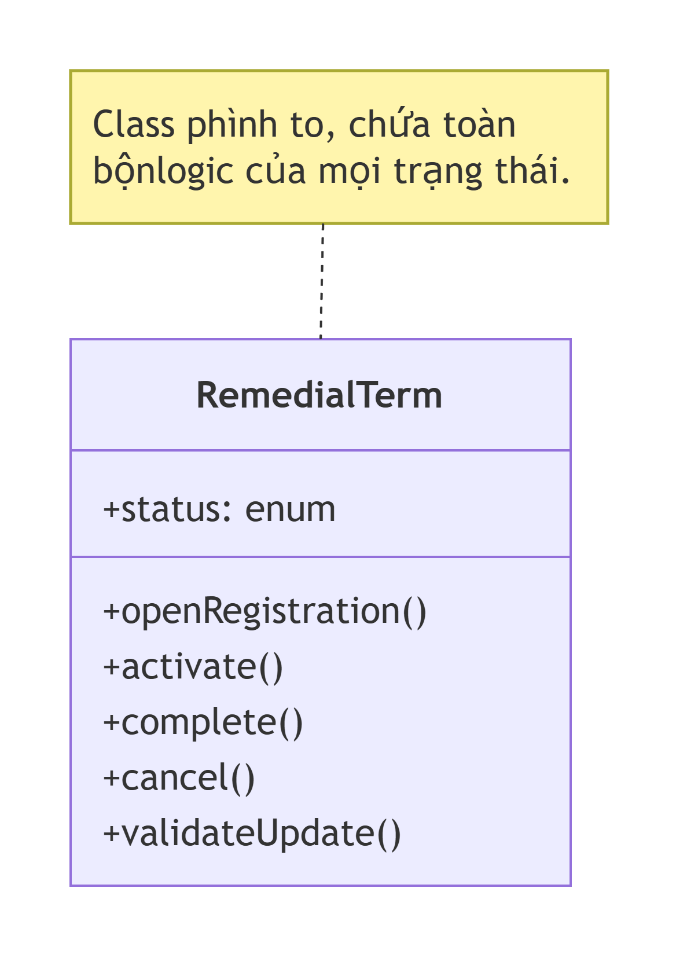 Class phình to, chứa toàn
bộnlogic của mọi trạng thái.
RemedialTerm
+status: enum
+openRegistration()
+activate()
+complete()
+cancel()
+validateUpdate()